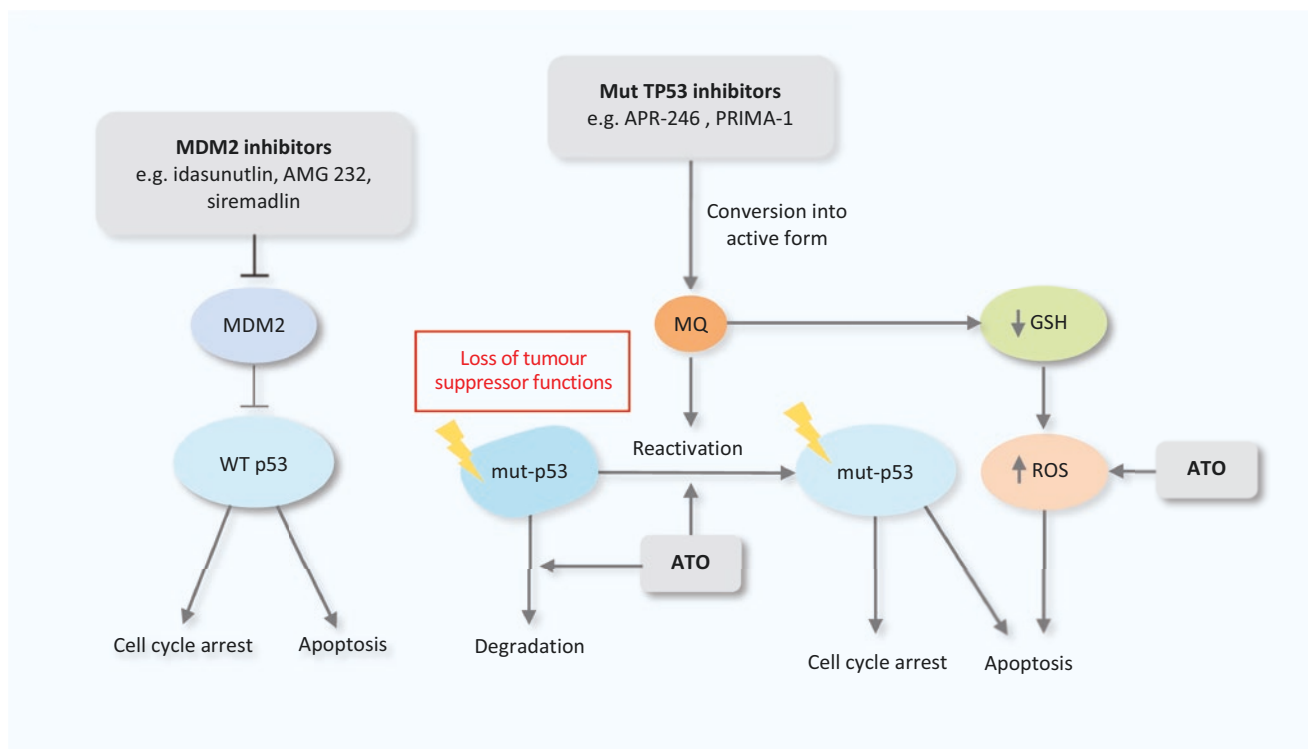 MDM2 inhibitors
e.g. idasunutlin, AMG 232,
siremadlin
MDM2
WT p53
Cell cycle arrest
Apoptosis
Mut TP53 inhibitors
e.g. APR-246 , PRIMA-1
Conversion into
active form
MQ
GSH
Loss of tumour
suppressor functions
Reactivation
mut-p53
mut-p53
ROS
ATO
ATO
Degradation
Cell cycle arrest
Apoptosis